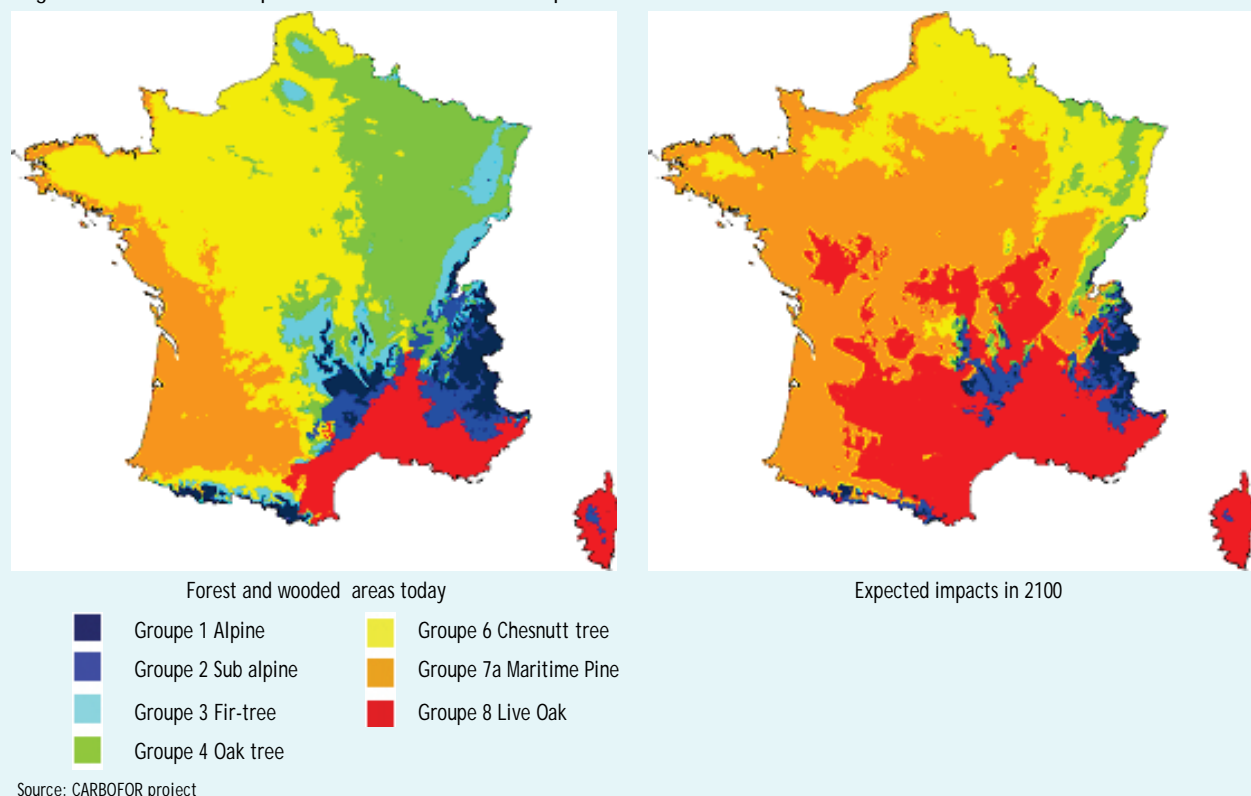 Forest and wooded areas today
Expected impacts in 2100
Groupe 1 Alpine
Groupe 2 Sub alpine
Groupe 3 Fir-tree
Groupe 4 Oak tree
Groupe 6 Chesnutt tree
Groupe 7a Maritime Pine
Groupe 8 Live Oak
Source: CARBOFOR project